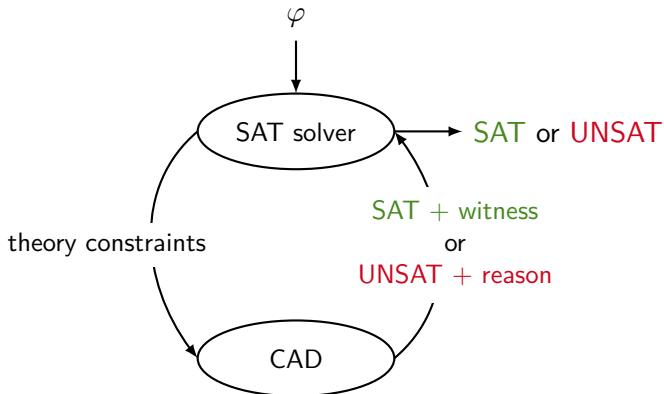 φ
SAT solver
SAT or UNSAT
SAT + witness
or
UNSAT + reason
theory constraints
CAD